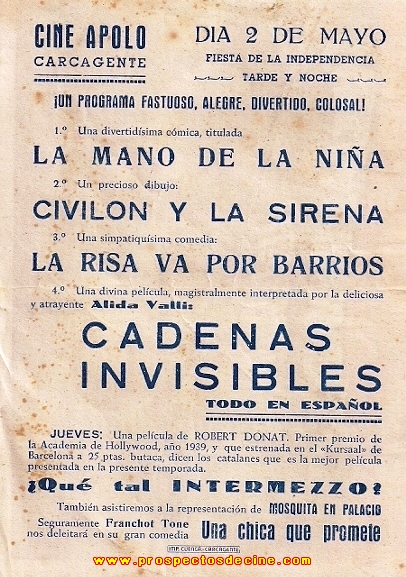 CINE APOLO
CARCAGENTE
DIA 2 DE MAYO
FIESTA DE LA INDEPENDENCIA
TARDE Y NOCHE
¡UN PROGRAMA FASTUOSO, ALEGRE, DIVERTIDO, COLOSAL!
1.º Una divertidísima cómica, titulada
LA MANO DE LA NIÑA
2.º Un precioso dibujo:
CIVILON Y LA SIRENA
3.º Una simpatiquísima comedia:
LA RISA VA POR BARRIOS
4.º Una divina película, magistralmente interpretada por la deliciosa
y atrayente Alida Valli:
CADENAS
INVISIBLES
TODO EN ESPAÑOL
JUEVES: Una película de ROBERT DONAT. Primer premio de
la Academia de Hollywood, año 1939, y que estrenada en el «Kursaal» de
Barcelona a 25 ptas. butaca, dicen los catalanes que es la mejor película
presentada en la presente temporada.
¿Qué tal INTERMEZZO?
También asistiremos a la representación de MOSQUITA EN PALACIO
Seguramente Franchot Tone
nos deleitará en su gran comedia
Una chica que promete
IMP. CUENCA-CARCAGENTE
www.prospectosdecine.com